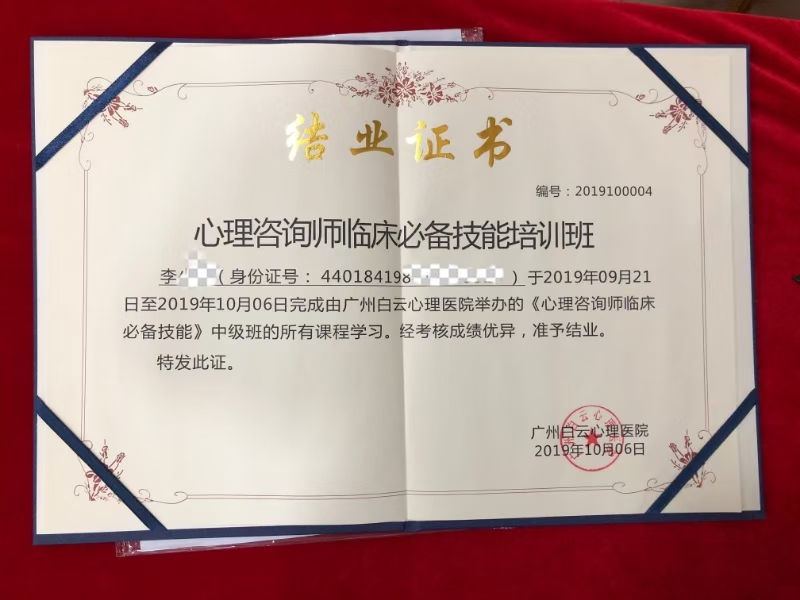 结业证书
编号：2019100004
心理咨询师临床必备技能培训班
李 （身份证号：440184198 ）于2019年09月21
日至2019年10月06日完成由广州白云心理医院举办的《心理咨询师临床
必备技能》中级班的所有课程学习。经考核成绩优异，准予结业。
特发此证。
广州白云心理医院
2019年10月06日